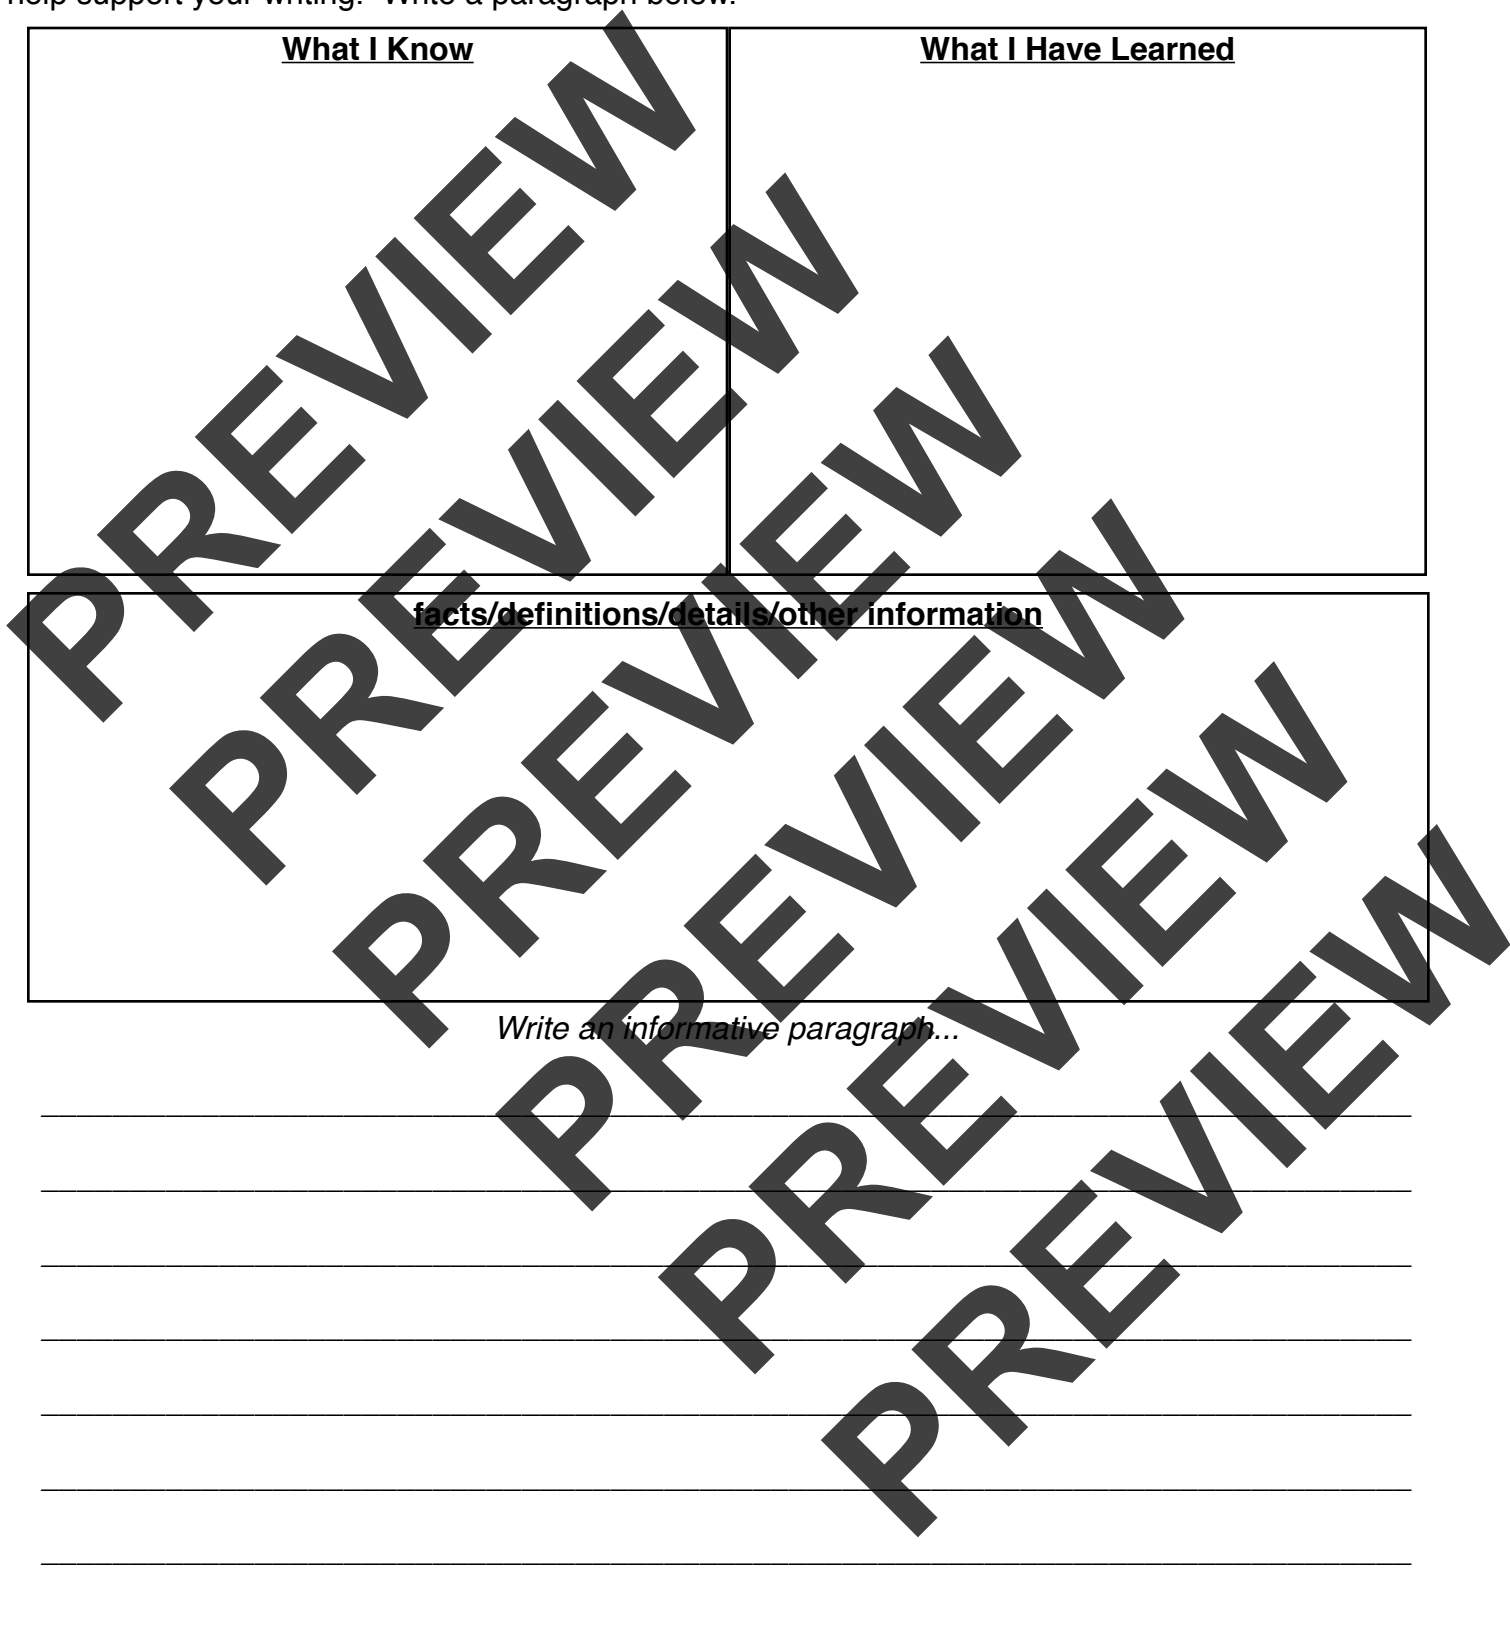 help support your writing.  Write a paragraph below.
What I Know
What I Have Learned
facts/definitions/details/other information
Write an informative paragraph...
PREVIEW
PREVIEW
PREVIEW
PREVIEW
PREVIEW
PREVIEW